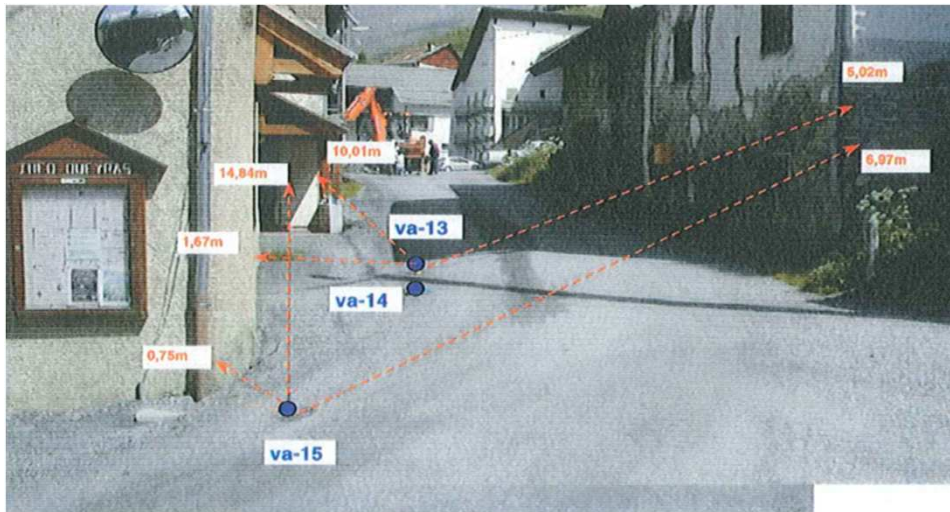 5,02m
10,01m
6,97m
INFO QUEYRAS
14,84m
va-13
1,67m
va-14
0,75m
va-15